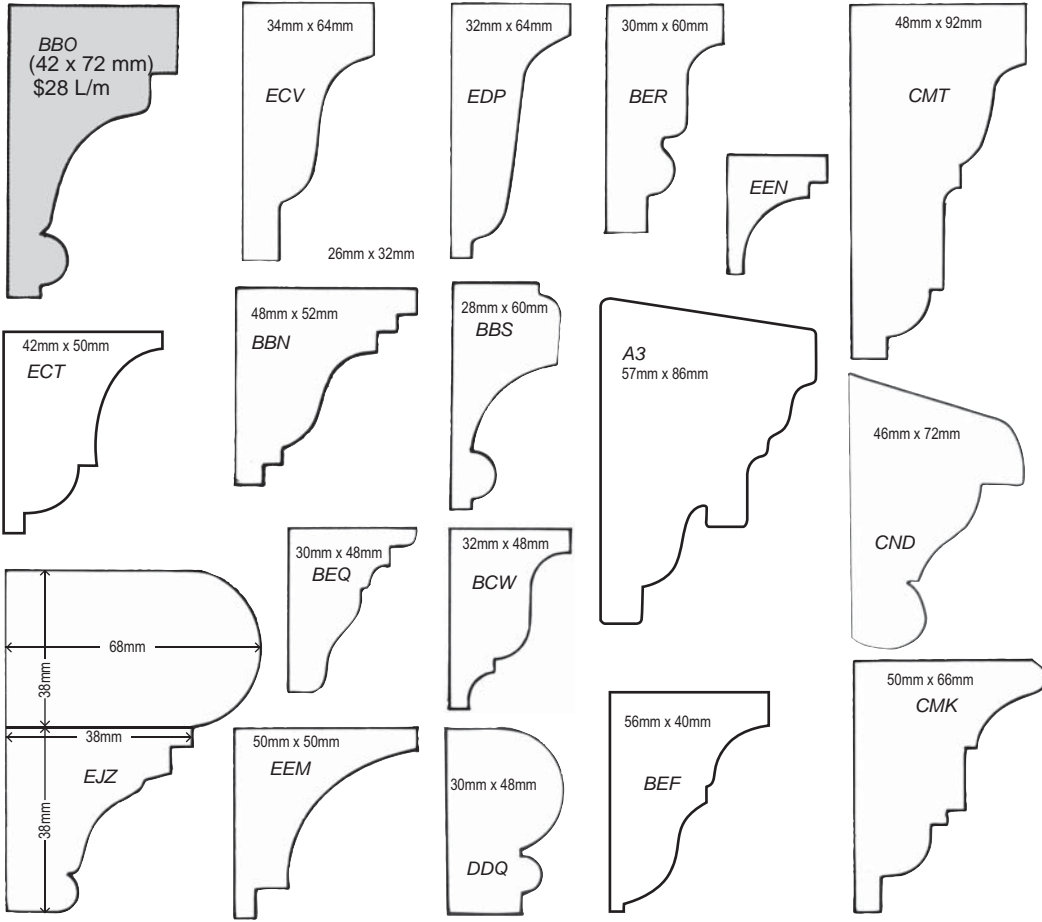 BBO
(42 x 72 mm)
$28 L/m
34mm x 64mm
ECV
32mm x 64mm
EDP
30mm x 60mm
BER
48mm x 92mm
CMT
EEN
26mm x 32mm
42mm x 50mm
ECT
48mm x 52mm
BBN
28mm x 60mm
BBS
A3
57mm x 86mm
46mm x 72mm
CND
30mm x 48mm
BEQ
32mm x 48mm
BCW
68mm
38mm
38mm
EJZ
38mm
50mm x 50mm
EEM
30mm x 48mm
DDQ
56mm x 40mm
BEF
50mm x 66mm
CMK